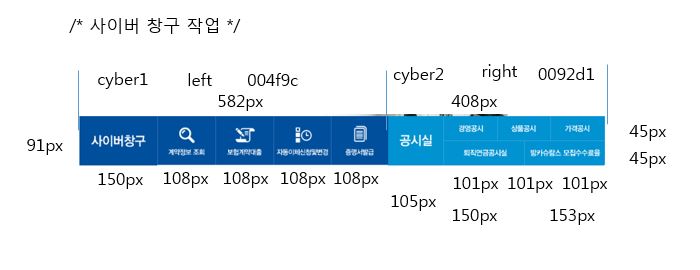 /* 사이버 창구 작업 */
cyber1 left 004f9c cyber2 right 0092d1
582px 408px
91px 사이버창구 계약정보 조회 보험계약대출 자동이체신청및변경 증명서발급 공시실 경영공시 상품공시 가격공시 45px
퇴직연금공시실 방카슈랑스 모집수수료율 45px
150px 108px 108px 108px 108px 101px 101px 101px
105px 150px 153px